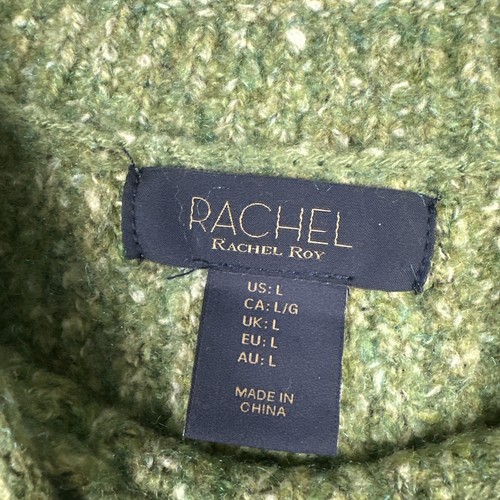 RACHEL
RACHEL ROY
US: L
CA: L/G
UK: L
EU: L
AU: L
MADE IN
CHINA